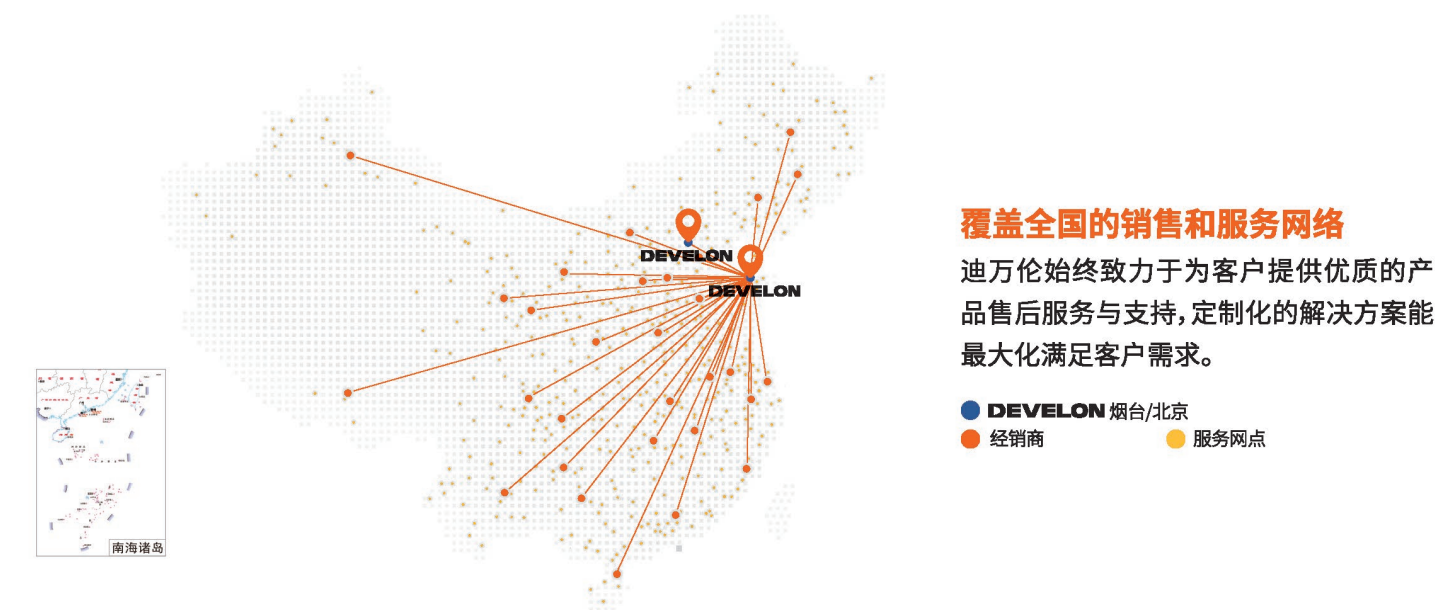 DEVELON
DEVELON
覆盖全国的销售和服务网络
迪万伦始终致力于为客户提供优质的产
品售后服务与支持,定制化的解决方案能
最大化满足客户需求。
DEVELON 烟台/北京
经销商
服务网点
南海诸岛